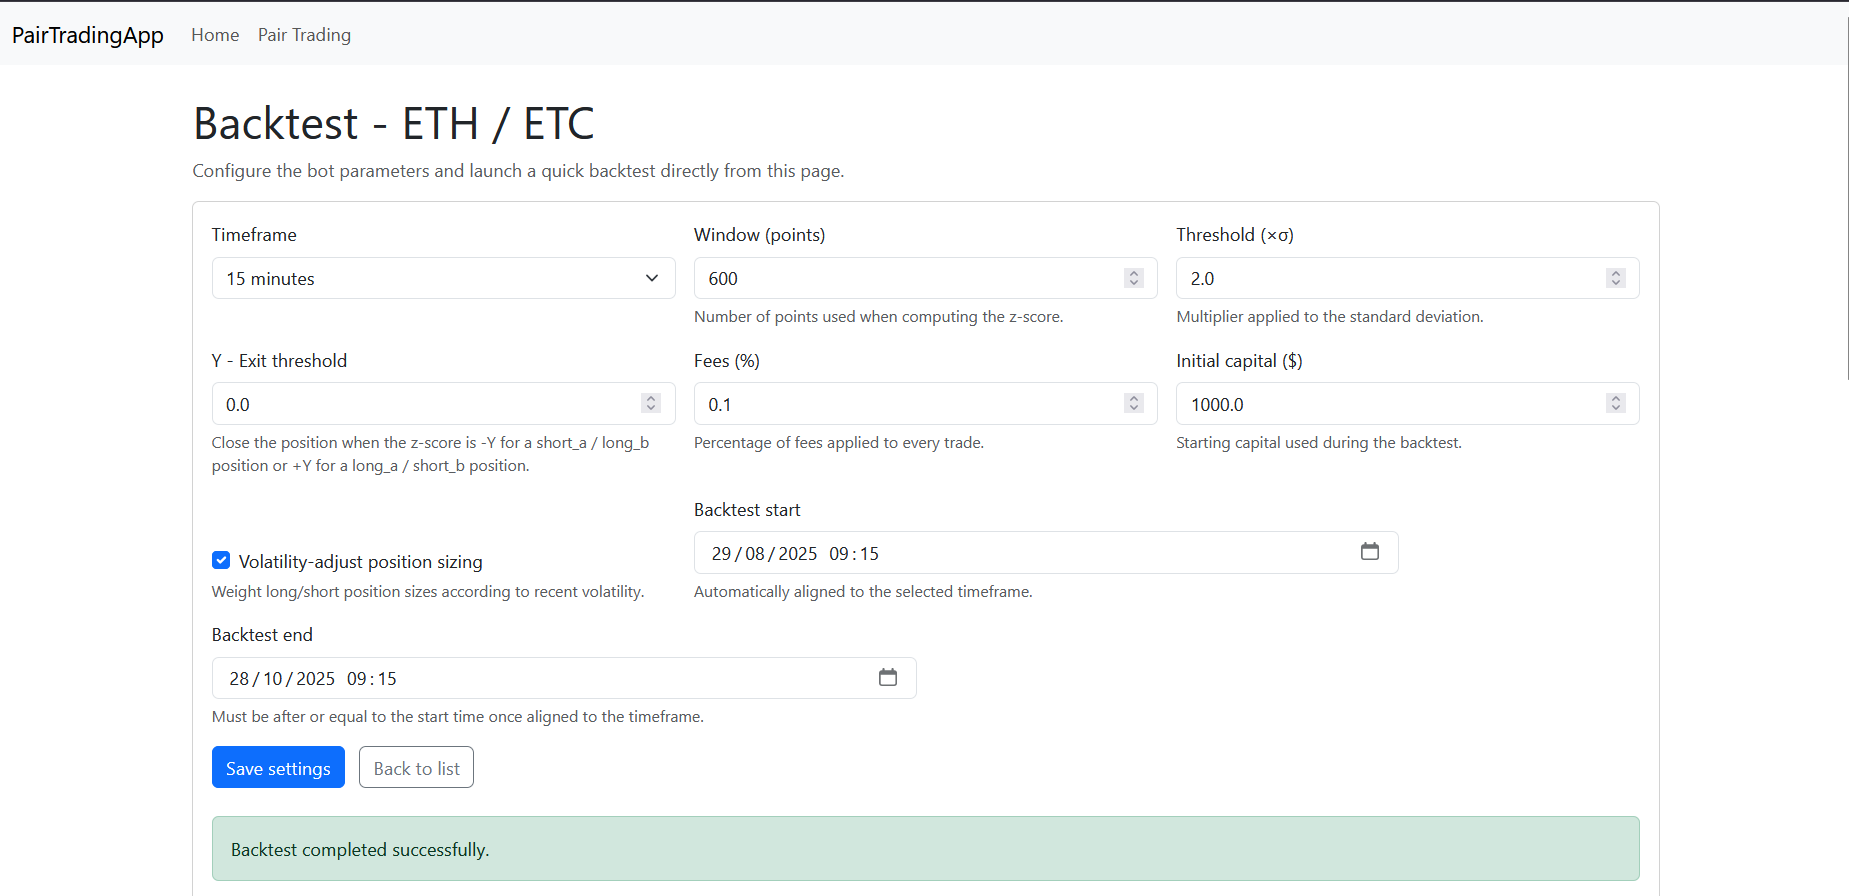 PairTradingApp Home Pair Trading
Backtest - ETH / ETC
Configure the bot parameters and launch a quick backtest directly from this page.
Timeframe
15 minutes
Window (points)
600
Number of points used when computing the z-score.
Threshold (×σ)
2.0
Multiplier applied to the standard deviation.
Y - Exit threshold
0.0
Close the position when the z-score is -Y for a short_a / long_b
position or +Y for a long_a / short_b position.
Fees (%)
0.1
Percentage of fees applied to every trade.
Initial capital ($)
1000.0
Starting capital used during the backtest.
Volatility-adjust position sizing
Weight long/short position sizes according to recent volatility.
Backtest start
29/08/2025 09:15
Automatically aligned to the selected timeframe.
Backtest end
28/10/2025 09:15
Must be after or equal to the start time once aligned to the timeframe.
Save settings
Back to list
Backtest completed successfully.